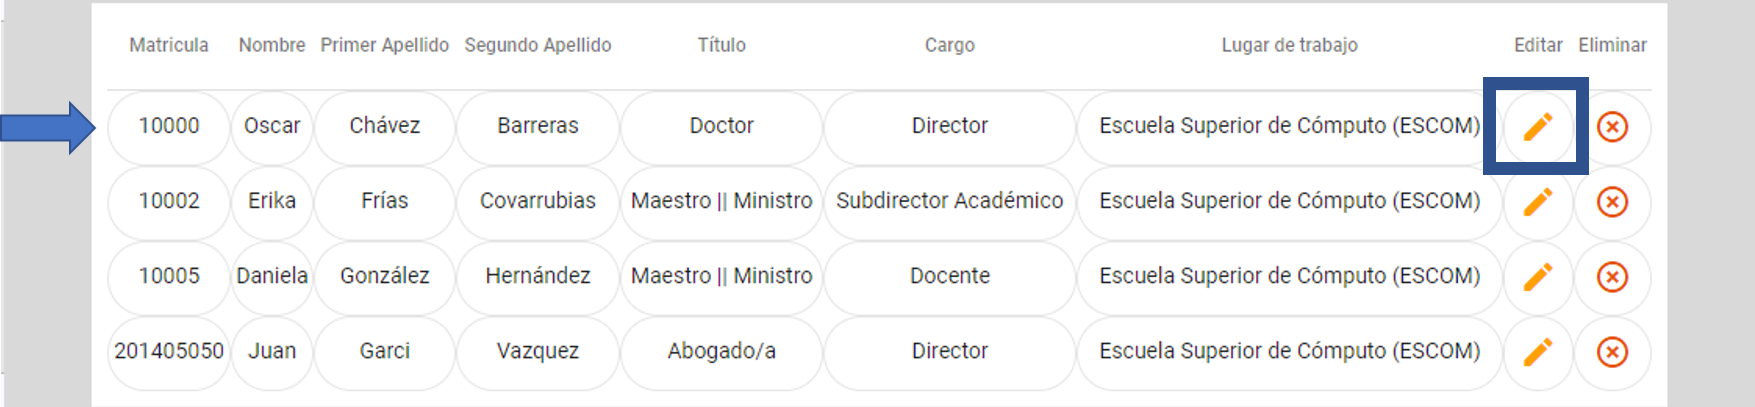 Matricula Nombre Primer Apellido Segundo Apellido Título Cargo Lugar de trabajo Editar Eliminar
10000 Oscar Chávez Barreras Doctor Director Escuela Superior de Cómputo (ESCOM)
10002 Erika Frías Covarrubias Maestro || Ministro Subdirector Académico Escuela Superior de Cómputo (ESCOM)
10005 Daniela González Hernández Maestro || Ministro Docente Escuela Superior de Cómputo (ESCOM)
201405050 Juan Garci Vazquez Abogado/a Director Escuela Superior de Cómputo (ESCOM)